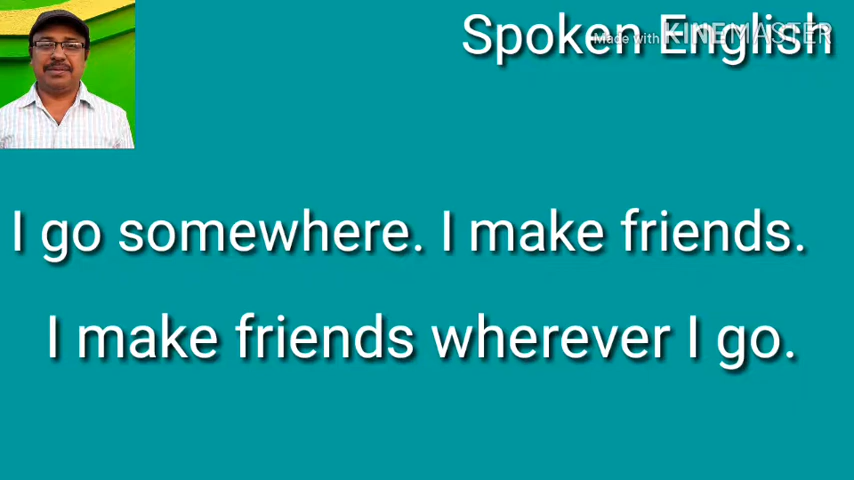 Spoken English
Made with KINEMASTER
I go somewhere. I make friends.
I make friends wherever I go.